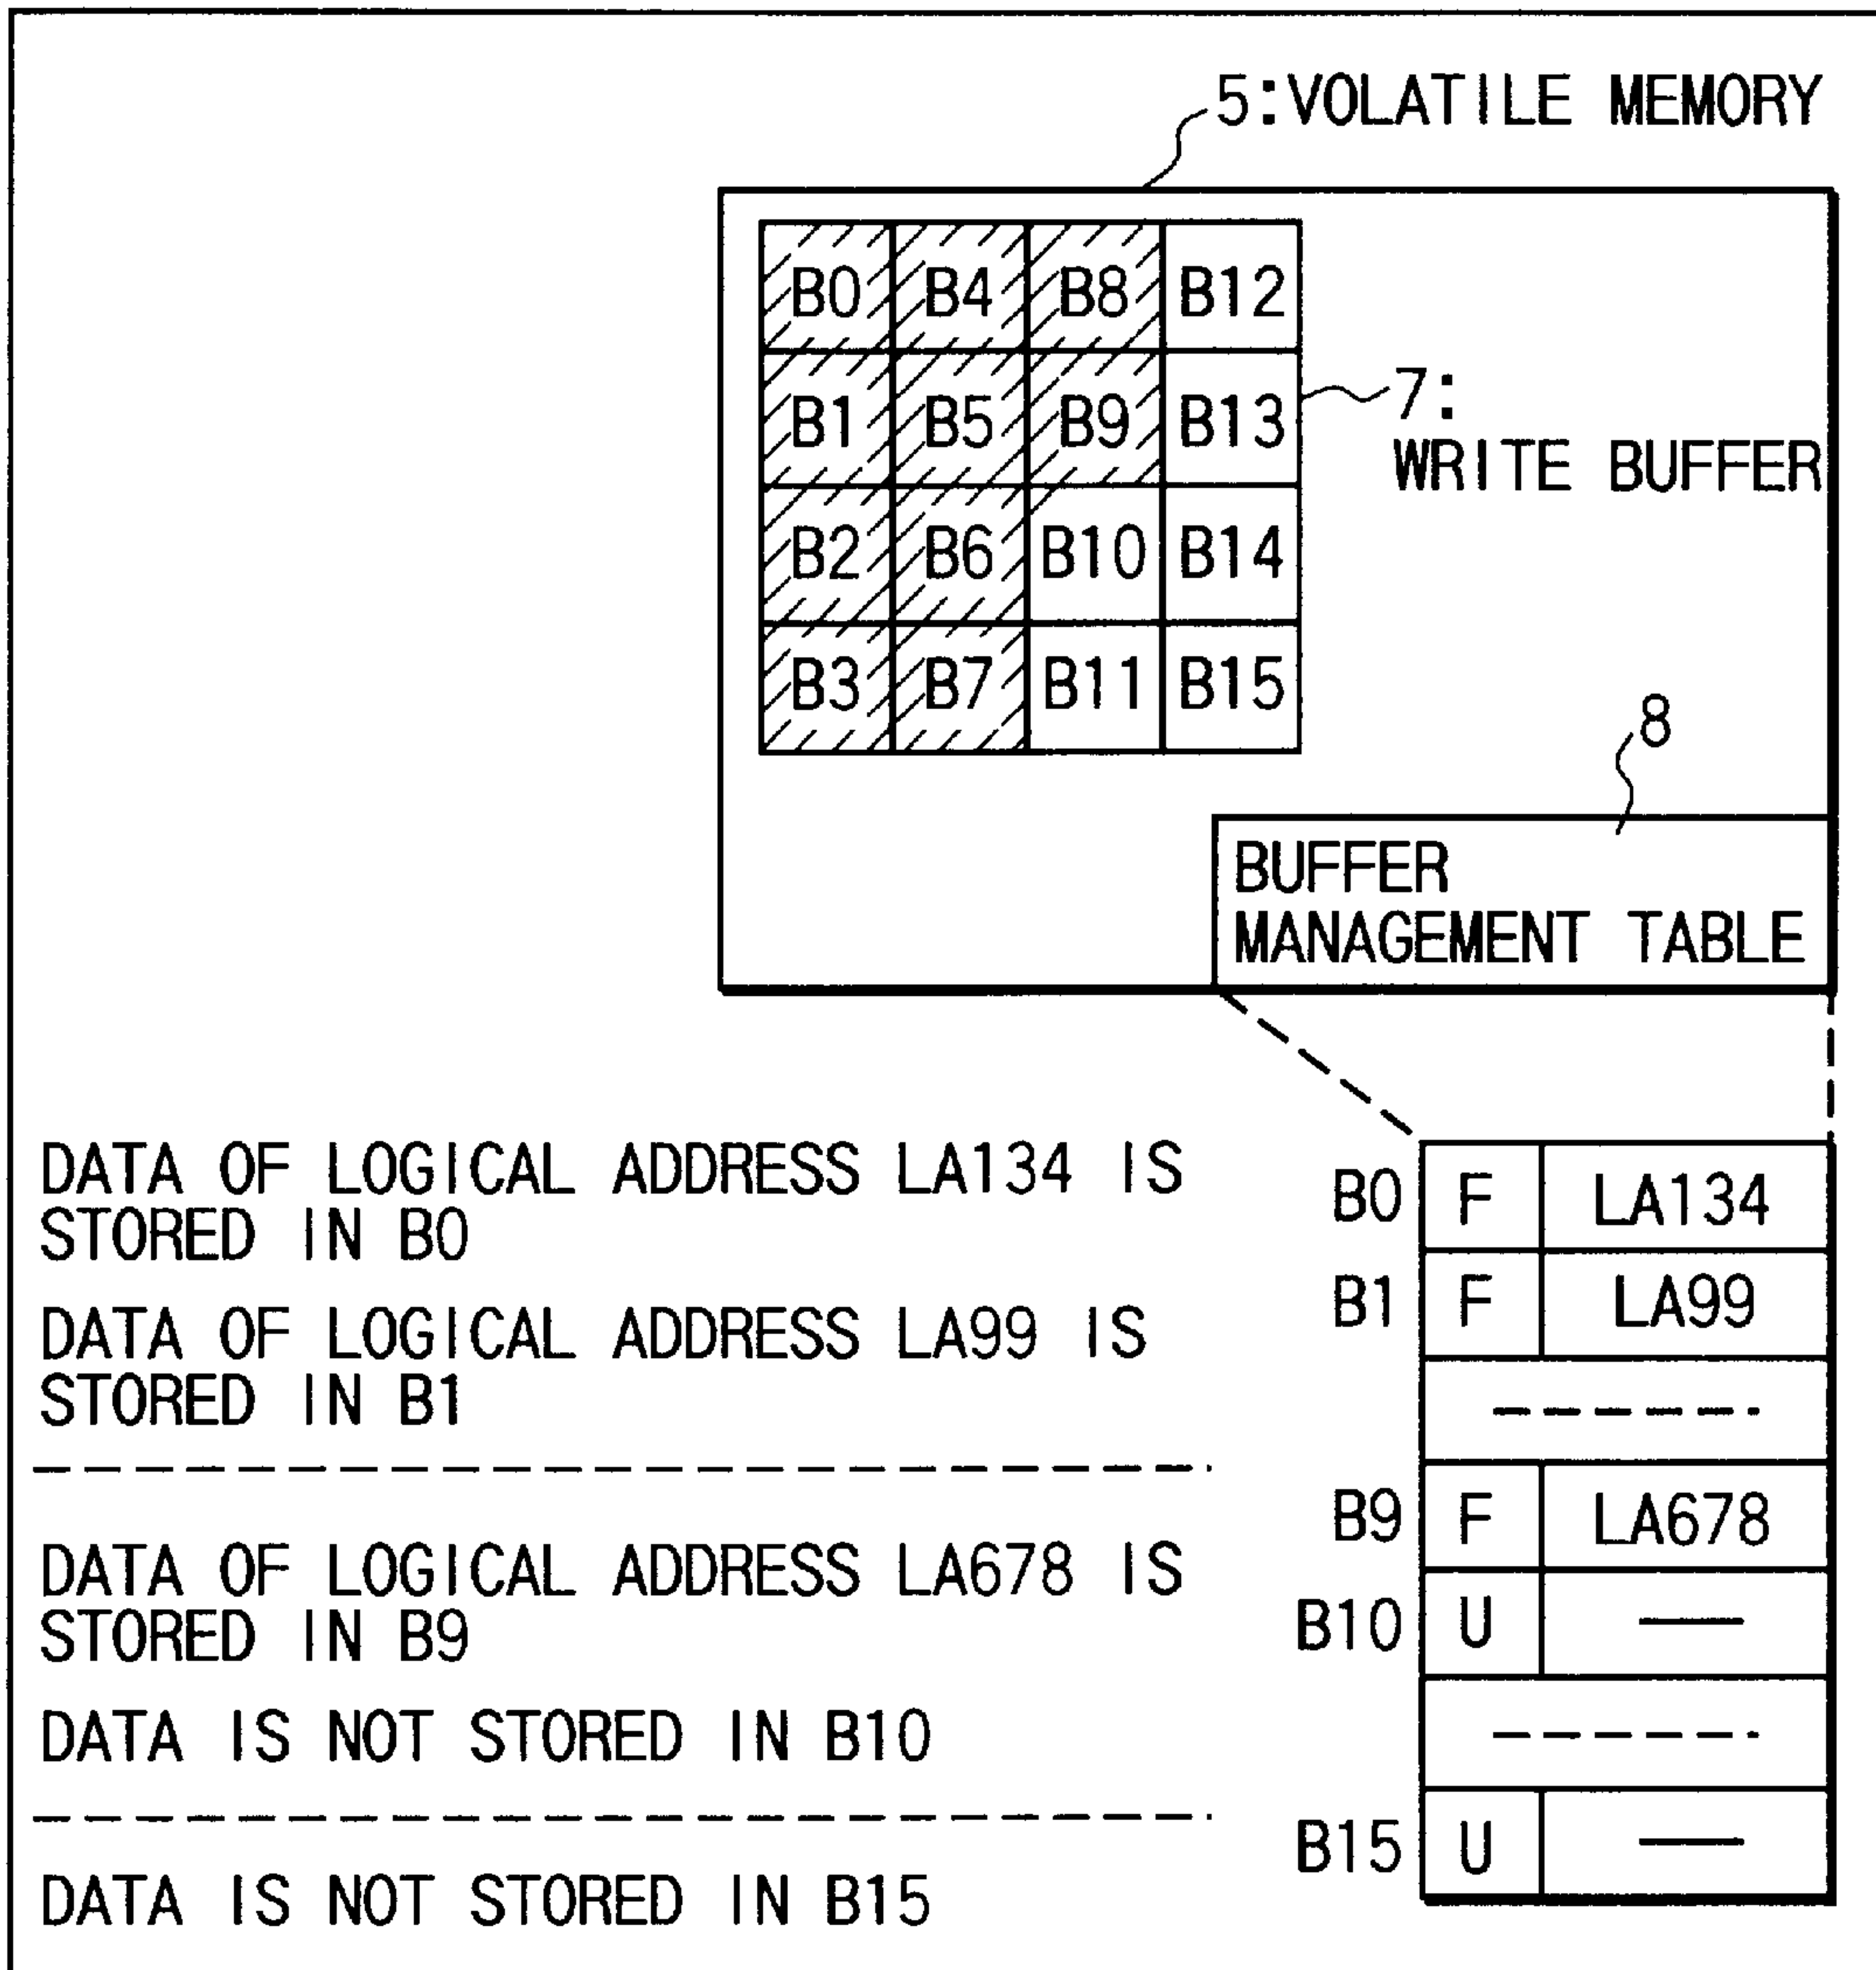 5:VOLATILE MEMORY
B0 B4 B8 B12
B1 B5 B9 B13
7:
WRITE BUFFER
B2 B6 B10 B14
B3 B7 B11 B15
8
BUFFER
MANAGEMENT TABLE
DATA OF LOGICAL ADDRESS LA134 IS
STORED IN B0
B0 F LA134
DATA OF LOGICAL ADDRESS LA99 IS
STORED IN B1
B1 F LA99
DATA OF LOGICAL ADDRESS LA678 IS
STORED IN B9
B9 F LA678
DATA IS NOT STORED IN B10
B10 U —
DATA IS NOT STORED IN B15
B15 U —